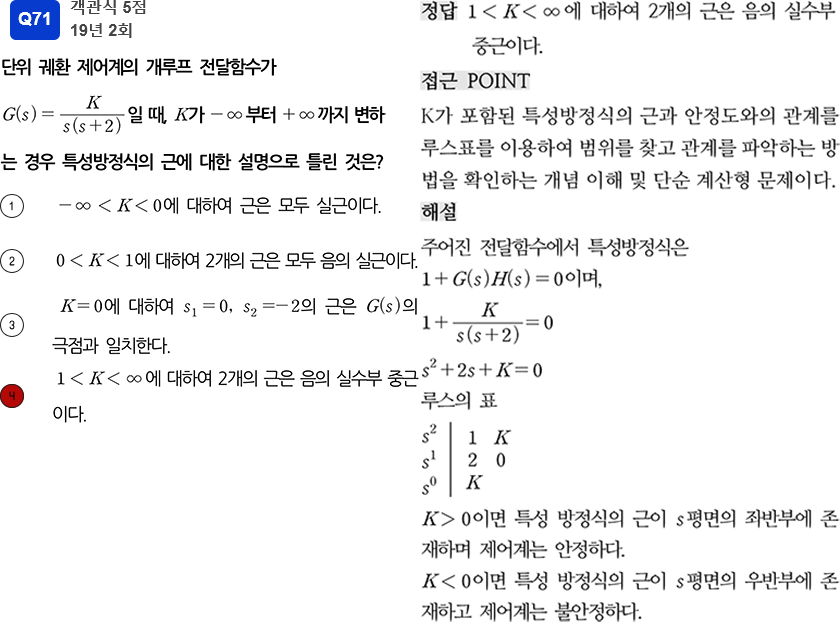 Q71
객관식 5점
19년 2회
단위 궤환 제어계의 개루프 전달함수가
G(s) = K / s(s+2) 일 때, K가 -∞부터 +∞까지 변하
는 경우 특성방정식의 근에 대한 설명으로 틀린 것은?
① -∞ < K < 0에 대하여 근은 모두 실근이다.
② 0 < K < 1에 대하여 2개의 근은 모두 음의 실근이다.
③ K=0에 대하여 s₁=0, s₂=-2의 근은 G(s)의
극점과 일치한다.
4 1 < K < ∞에 대하여 2개의 근은 음의 실수부 중근
이다.
정답 1 < K < ∞에 대하여 2개의 근은 음의 실수부
중근이다.
접근 POINT
K가 포함된 특성방정식의 근과 안정도와의 관계를
루스표를 이용하여 범위를 찾고 관계를 파악하는 방
법을 확인하는 개념 이해 및 단순 계산형 문제이다.
해설
주어진 전달함수에서 특성방정식은
1+G(s)H(s)=0이며,
1 + K / s(s+2) = 0
s²+2s+K=0
루스의 표
s² | 1 K
s¹ | 2 0
s⁰ | K
K>0이면 특성 방정식의 근이 s평면의 좌반부에 존
재하며 제어계는 안정하다.
K<0이면 특성 방정식의 근이 s평면의 우반부에 존
재하고 제어계는 불안정하다.